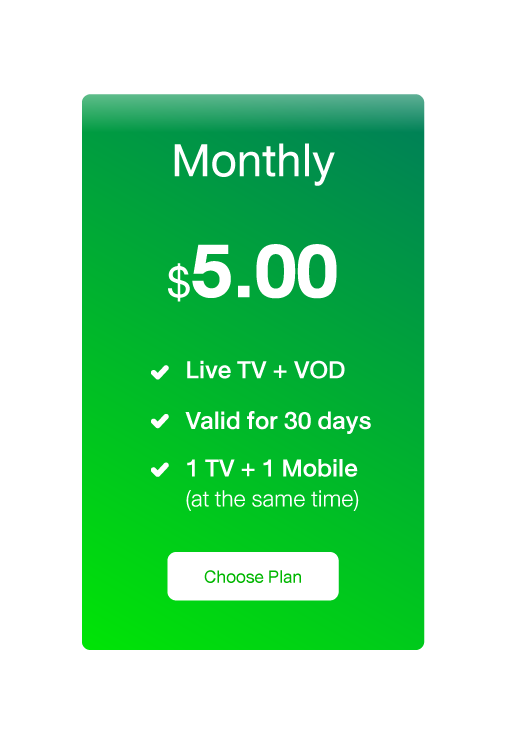 Monthly
$5.00
Live TV + VOD
Valid for 30 days
1 TV + 1 Mobile
(at the same time)
Choose Plan